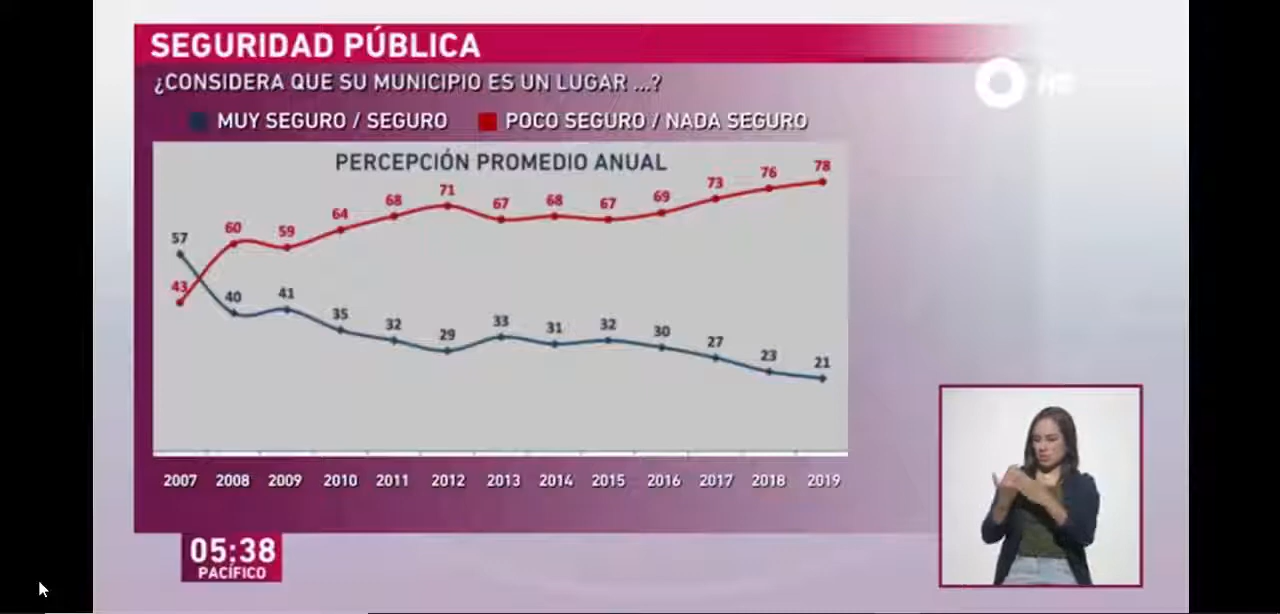 SEGURIDAD PÚBLICA
¿CONSIDERA QUE SU MUNICIPIO ES UN LUGAR ...?
MUY SEGURO / SEGURO POCO SEGURO / NADA SEGURO
PERCEPCIÓN PROMEDIO ANUAL
43 60 59 64 68 71 67 68 67 69 73 76 78
57 40 41 35 32 29 33 31 32 30 27 23 21
2007 2008 2009 2010 2011 2012 2013 2014 2015 2016 2017 2018 2019
05:38
PACÍFICO